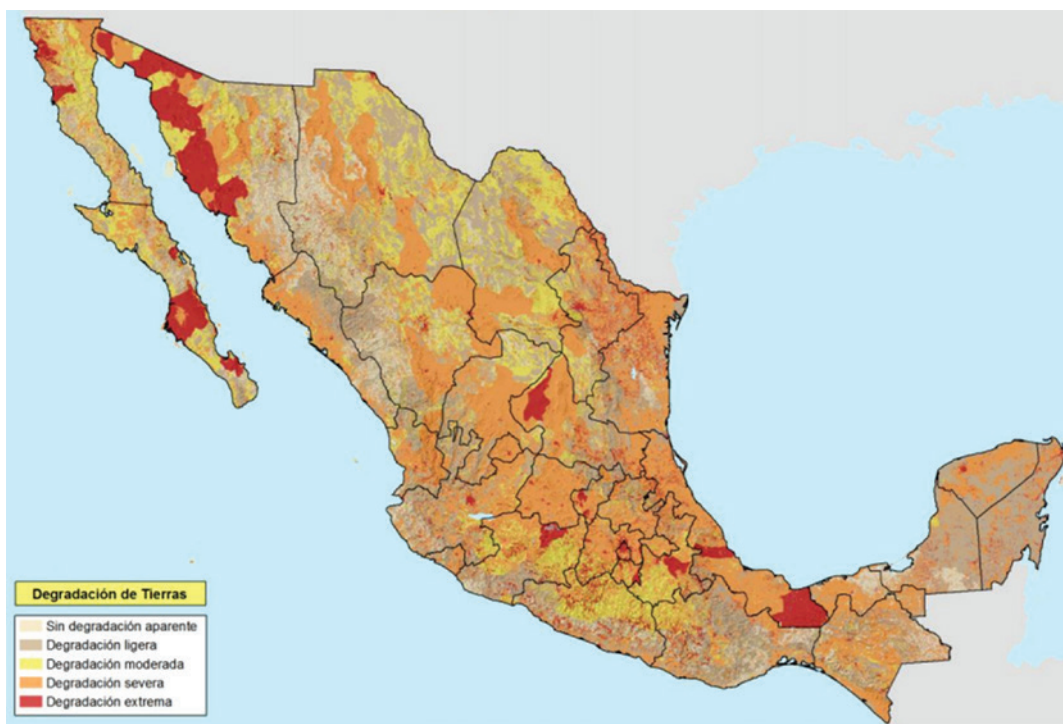 Degradación de Tierras
Sin degradación aparente
Degradación ligera
Degradación moderada
Degradación severa
Degradación extrema